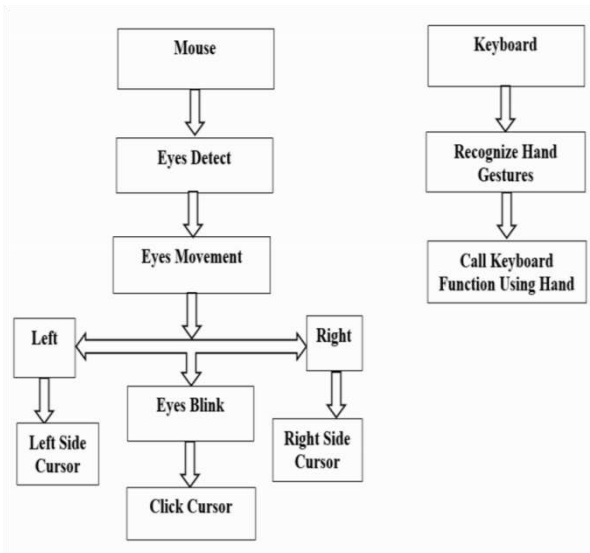 Mouse
Eyes Detect
Eyes Movement
Left
Right
Eyes Blink
Left Side
Cursor
Right Side
Cursor
Click Cursor
Keyboard
Recognize Hand
Gestures
Call Keyboard
Function Using Hand